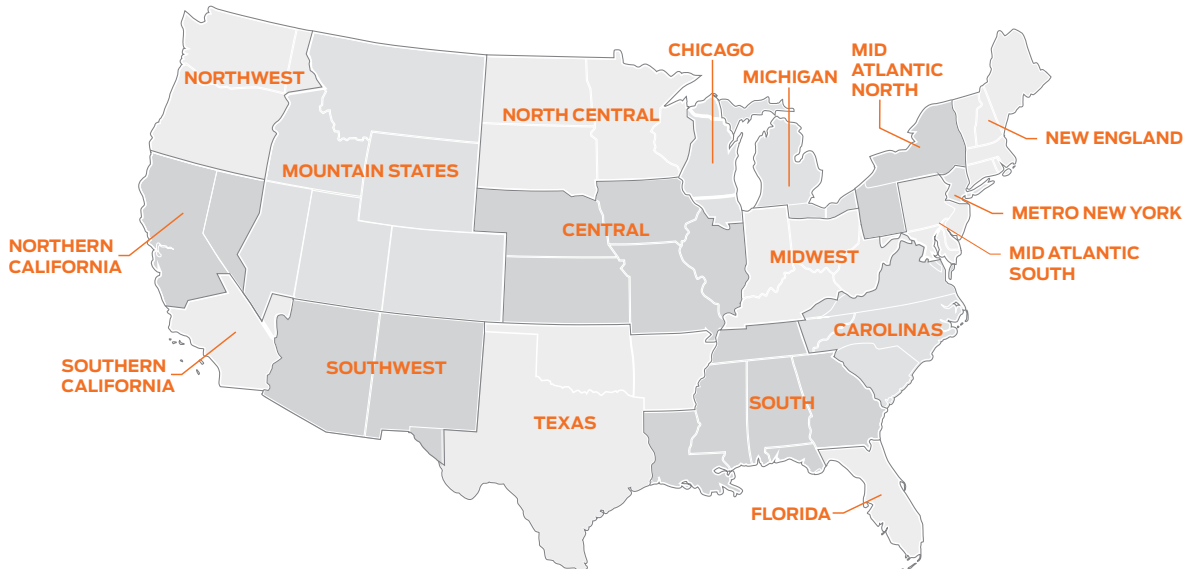 CHICAGO
MID
ATLANTIC
NORTH
MICHIGAN
NORTHWEST
NORTH CENTRAL
NEW ENGLAND
MOUNTAIN STATES
METRO NEW YORK
CENTRAL
NORTHERN
CALIFORNIA
MIDWEST
MID ATLANTIC
SOUTH
CAROLINAS
SOUTHERN
CALIFORNIA
SOUTHWEST
SOUTH
TEXAS
FLORIDA